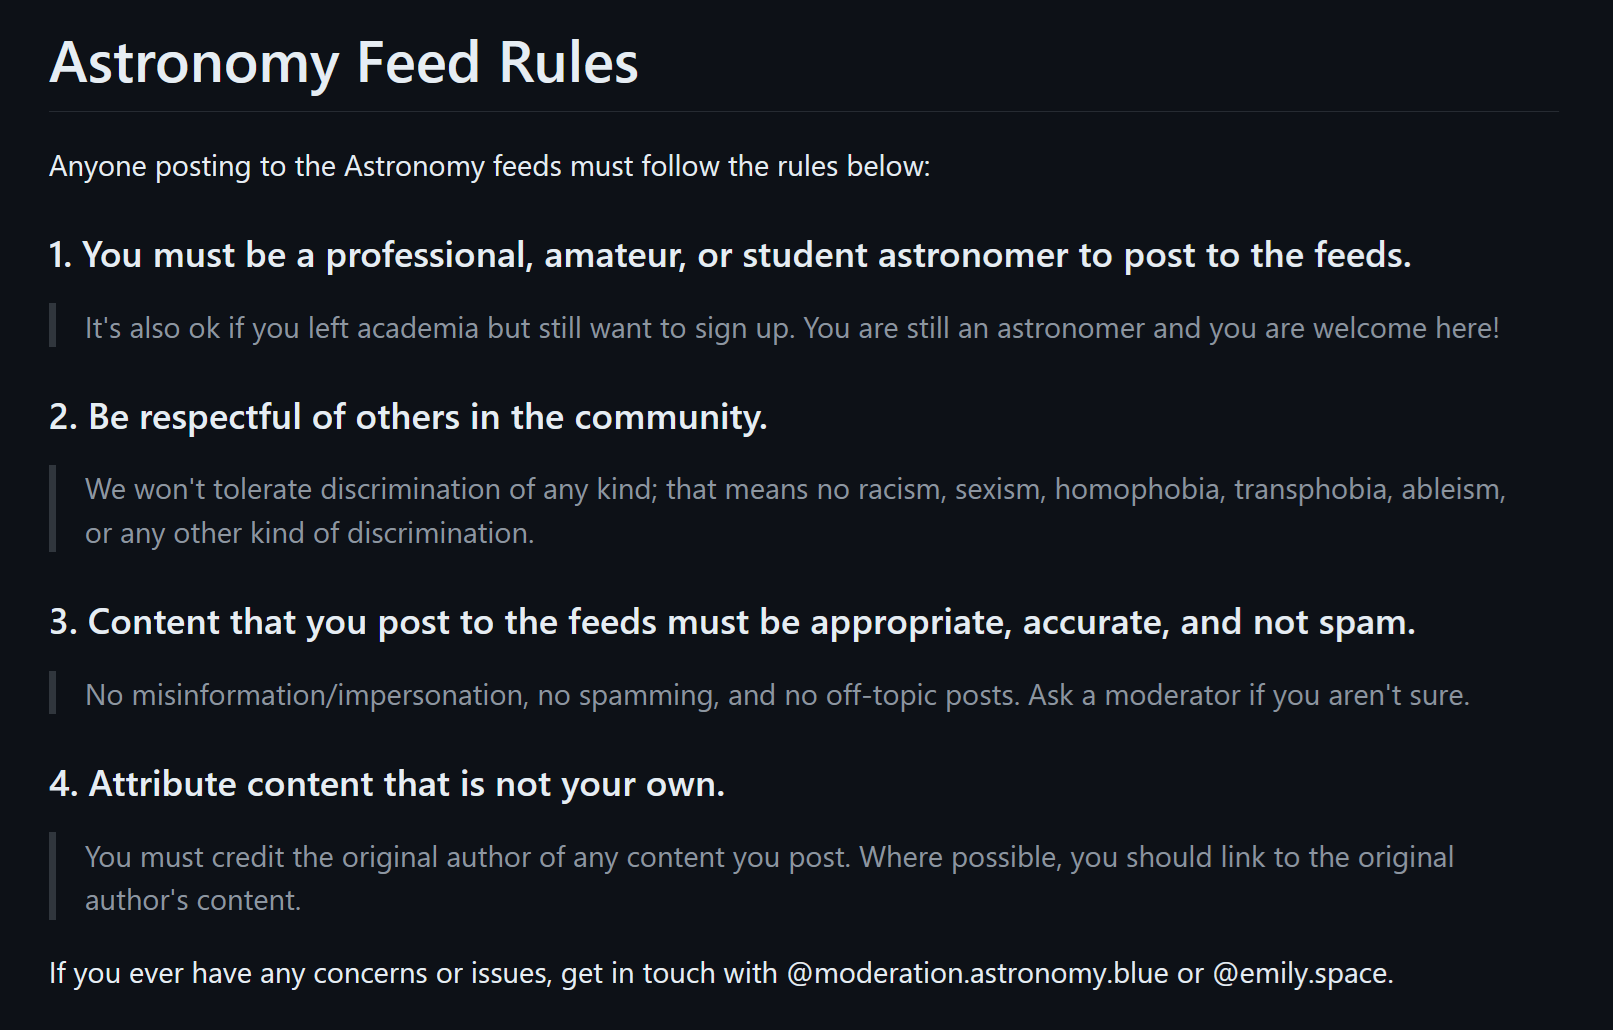 Astronomy Feed Rules
Anyone posting to the Astronomy feeds must follow the rules below:
1. You must be a professional, amateur, or student astronomer to post to the feeds.
It's also ok if you left academia but still want to sign up. You are still an astronomer and you are welcome here!
2. Be respectful of others in the community.
We won't tolerate discrimination of any kind; that means no racism, sexism, homophobia, transphobia, ableism,
or any other kind of discrimination.
3. Content that you post to the feeds must be appropriate, accurate, and not spam.
No misinformation/impersonation, no spamming, and no off-topic posts. Ask a moderator if you aren't sure.
4. Attribute content that is not your own.
You must credit the original author of any content you post. Where possible, you should link to the original
author's content.
If you ever have any concerns or issues, get in touch with @moderation.astronomy.blue or @emily.space.